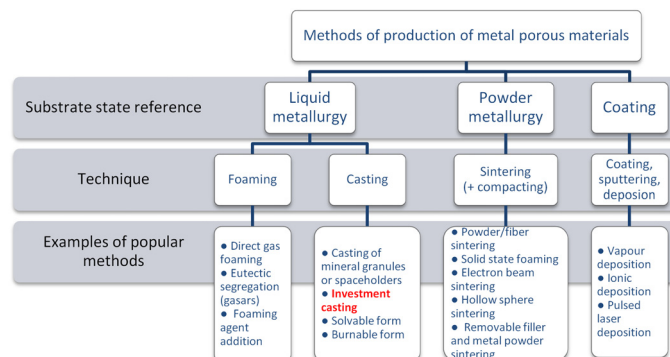 Methods of production of metal porous materials
Substrate state reference
Liquid
metallurgy
Powder
metallurgy
Coating
Technique
Foaming
Casting
Sintering
(+ compacting)
Coating,
sputtering,
deposion
Examples of popular
methods
• Direct gas
foaming
• Eutectic
segregation
(gasars)
• Foaming
agent
addition
• Casting of
mineral granules
or spaceholders
• Investment
casting
• Solvable form
• Burnable form
• Powder/fiber
sintering
• Solid state foaming
• Electron beam
sintering
• Hollow sphere
sintering
• Removable filler
and metal powder
sintering
• Vapour
deposition
• Ionic
deposition
• Pulsed
laser
deposition